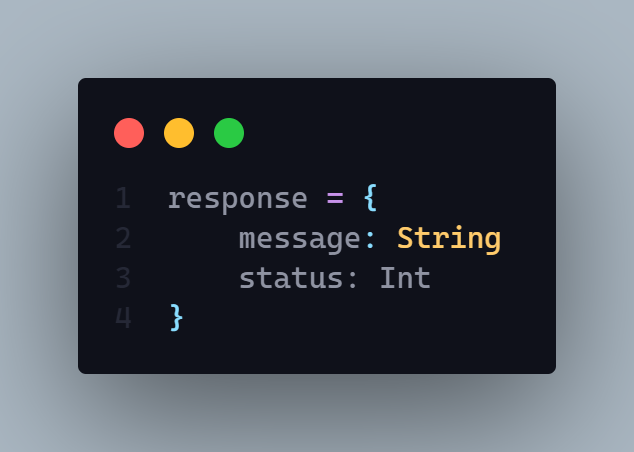 1 response = {
2     message: String
3     status: Int
4 }